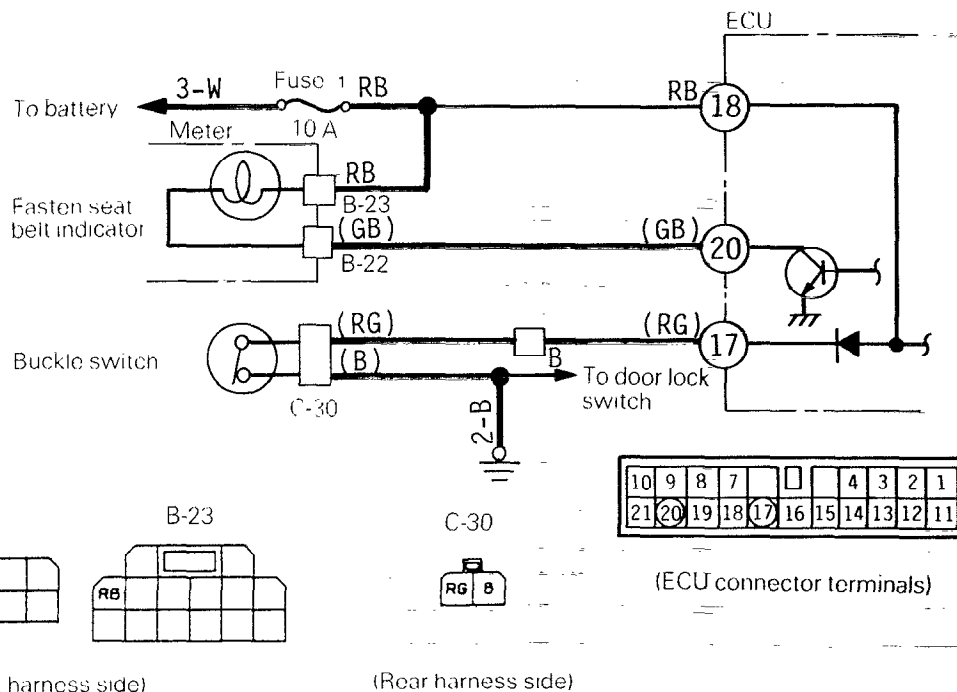 ECU
To battery
3-W
Fuse 1
RB
10 A
RB
18
Meter
RB
B-23
Fasten seat
belt indicator
(GB)
B-22
(GB)
20
Buckle switch
(RG)
(RG)
17
(B)
B
C-30
To door lock
switch
2-B
10 9 8 7 4 3 2 1
21 20 19 18 17 16 15 14 13 12 11
(ECU connector terminals)
B-23
RB
C-30
RG B
harness side)
(Rear harness side)